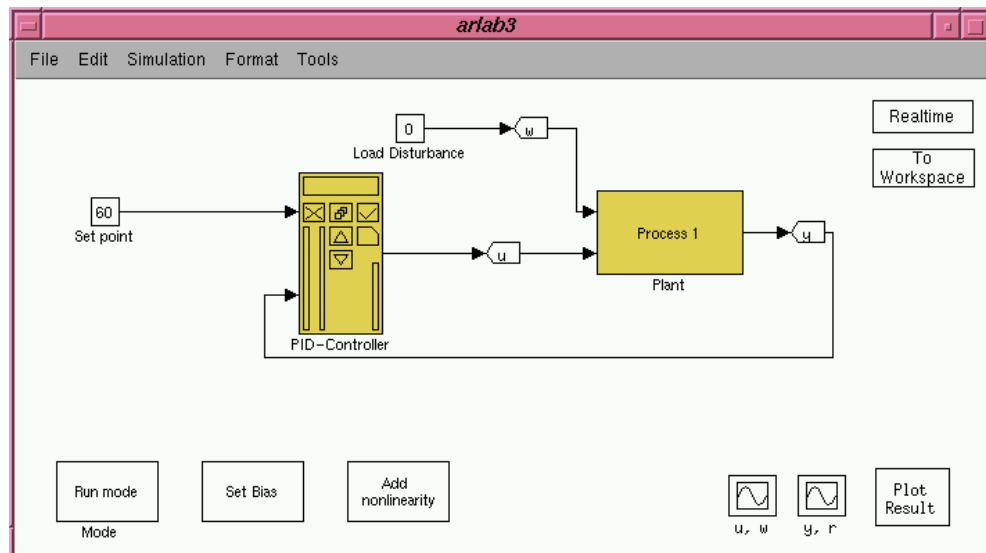 arlab3
File Edit Simulation Format Tools
Realtime
0
w
Load Disturbance
To
Workspace
60
Set point
Process 1
y
u
Plant
PID-Controller
Run mode
Mode
Set Bias
Add
nonlinearity
u, w
y, r
Plot
Result